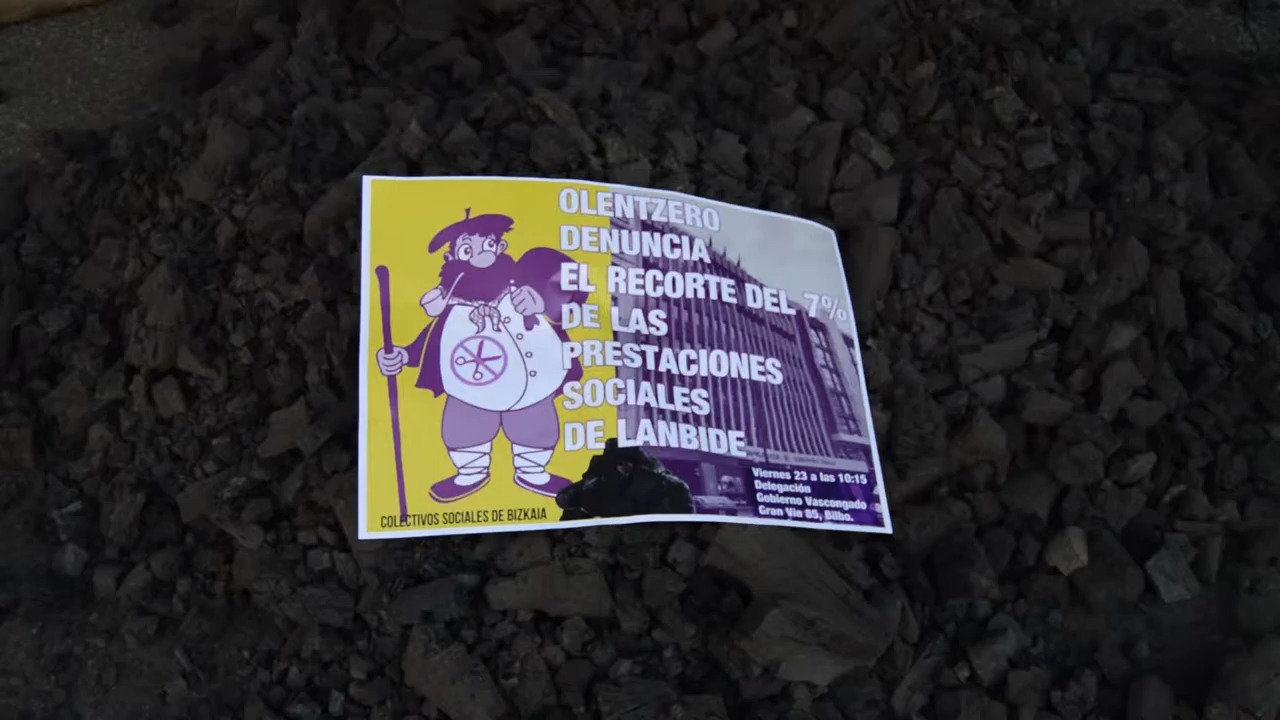 OLENTZERO
DENUNCIA
EL RECORTE DEL 7%
DE LAS
PRESTACIONES
SOCIALES
DE LANBIDE
Viernes 23 a las 10:15
Delegación
Gobierno Vascongado
Gran Vía 85, Bilbo.
COLECTIVOS SOCIALES DE BIZKAIA